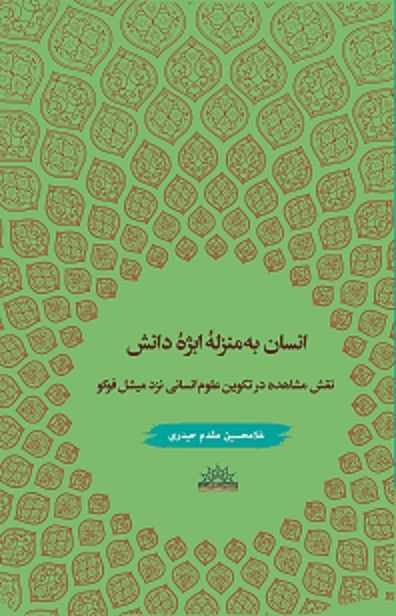 انسان به‌منزلهٔ ابژهٔ دانش
نقش مشاهده در تکوین علوم انسانی نزد میشل فوکو
غلامحسین مقدم حیدری